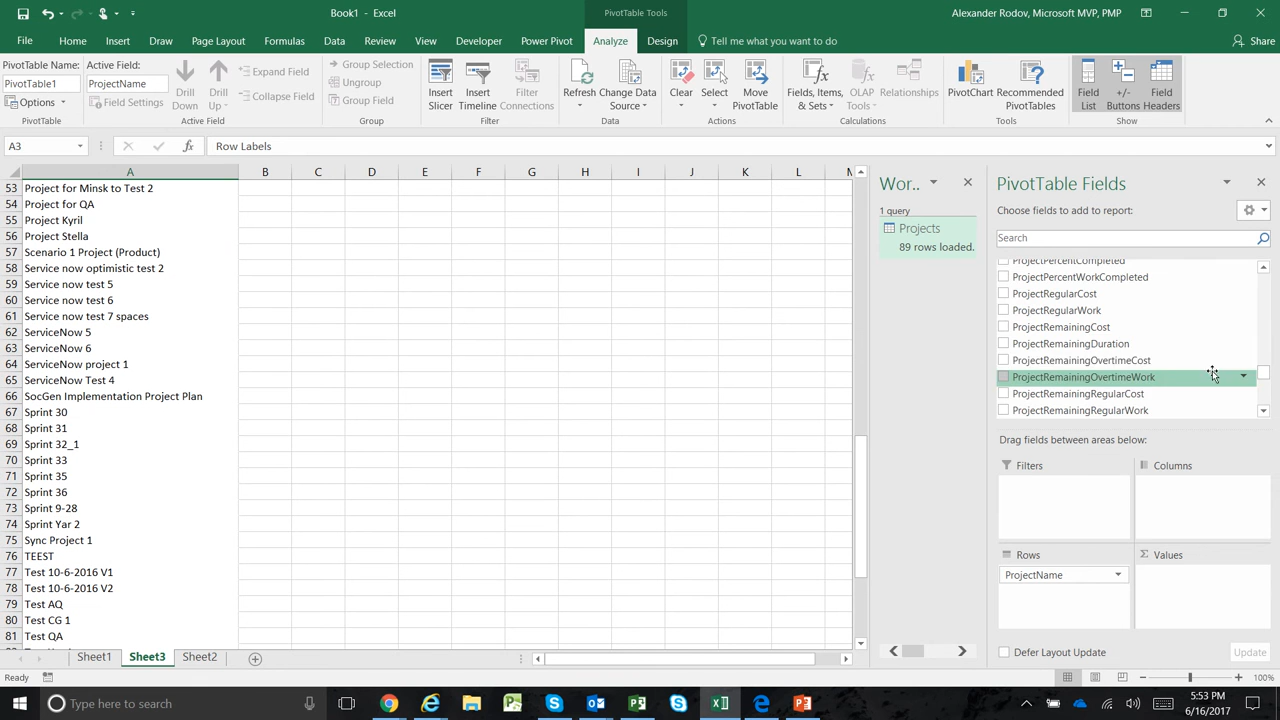 Book1 - Excel
PivotTable Tools
Alexander Rodov, Microsoft MVP, PMP
File Home Insert Draw Page Layout Formulas Data Review View Developer Power Pivot Analyze Design Tell me what you want to do Share
PivotTable Name:
PivotTable1
Options
PivotTable
Active Field:
ProjectName
Field Settings
Drill Down
Drill Up
Expand Field
Collapse Field
Active Field
Group Selection
Ungroup
Group Field
Group
Insert Slicer
Insert Timeline
Filter Connections
Filter
Refresh
Change Data Source
Data
Clear
Select
Move PivotTable
Actions
Fields, Items, & Sets
OLAP Tools
Relationships
Calculations
PivotChart
Recommended PivotTables
Tools
Field List
+/- Buttons
Field Headers
Show
A3
fx
Row Labels
A B C D E F G H I J K L M
53 Project for Minsk to Test 2
54 Project for QA
55 Project Kyril
56 Project Stella
57 Scenario 1 Project (Product)
58 Service now optimistic test 2
59 Service now test 5
60 Service now test 6
61 Service now test 7 spaces
62 ServiceNow 5
63 ServiceNow 6
64 ServiceNow project 1
65 ServiceNow Test 4
66 SocGen Implementation Project Plan
67 Sprint 30
68 Sprint 31
69 Sprint 32_1
70 Sprint 33
71 Sprint 35
72 Sprint 36
73 Sprint 9-28
74 Sprint Yar 2
75 Sync Project 1
76 TEEST
77 Test 10-6-2016 V1
78 Test 10-6-2016 V2
79 Test AQ
80 Test CG 1
81 Test QA
Wor..
1 query
Projects
89 rows loaded.
PivotTable Fields
Choose fields to add to report:
Search
ProjectPercentCompleted
ProjectPercentWorkCompleted
ProjectRegularCost
ProjectRegularWork
ProjectRemainingCost
ProjectRemainingDuration
ProjectRemainingOvertimeCost
ProjectRemainingOvertimeWork
ProjectRemainingRegularCost
ProjectRemainingRegularWork
Drag fields between areas below:
Filters
Columns
Rows
Σ Values
ProjectName
Defer Layout Update
Update
Sheet1 Sheet3 Sheet2
Ready
100%
Type here to search
5:53 PM
6/16/2017